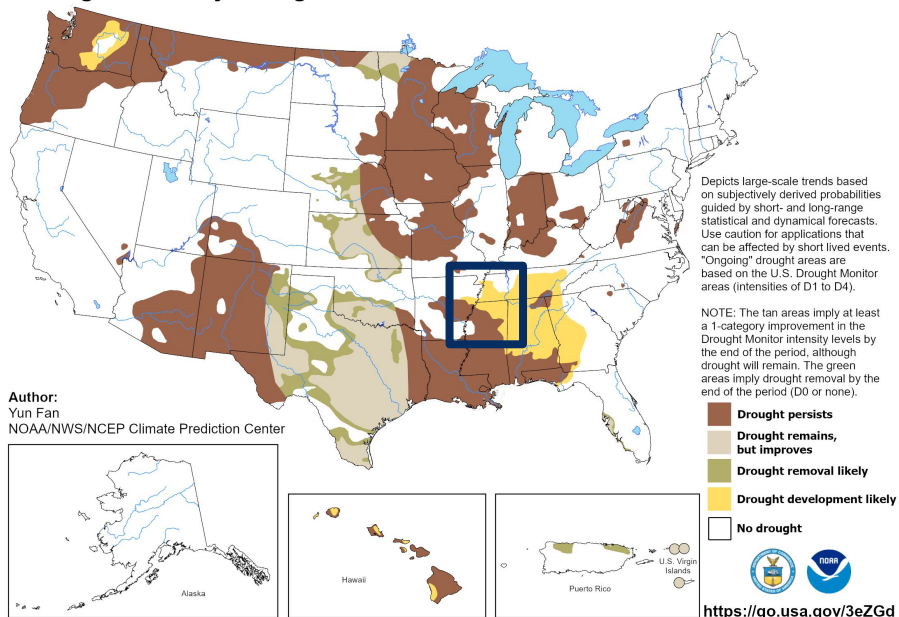 Depicts large-scale trends based
on subjectively derived probabilities
guided by short- and long-range
statistical and dynamical forecasts.
Use caution for applications that
can be affected by short lived events.
"Ongoing" drought areas are
based on the U.S. Drought Monitor
areas (intensities of D1 to D4).
NOTE: The tan areas imply at least
a 1-category improvement in the
Drought Monitor intensity levels by
the end of the period, although
drought will remain. The green
areas imply drought removal by the
end of the period (D0 or none).
Author:
Yun Fan
NOAA/NWS/NCEP Climate Prediction Center
Drought persists
Drought remains,
but improves
Drought removal likely
Drought development likely
No drought
Alaska
Hawaii
Puerto Rico
U.S. Virgin
Islands
NOAA
https://go.usa.gov/3eZGd